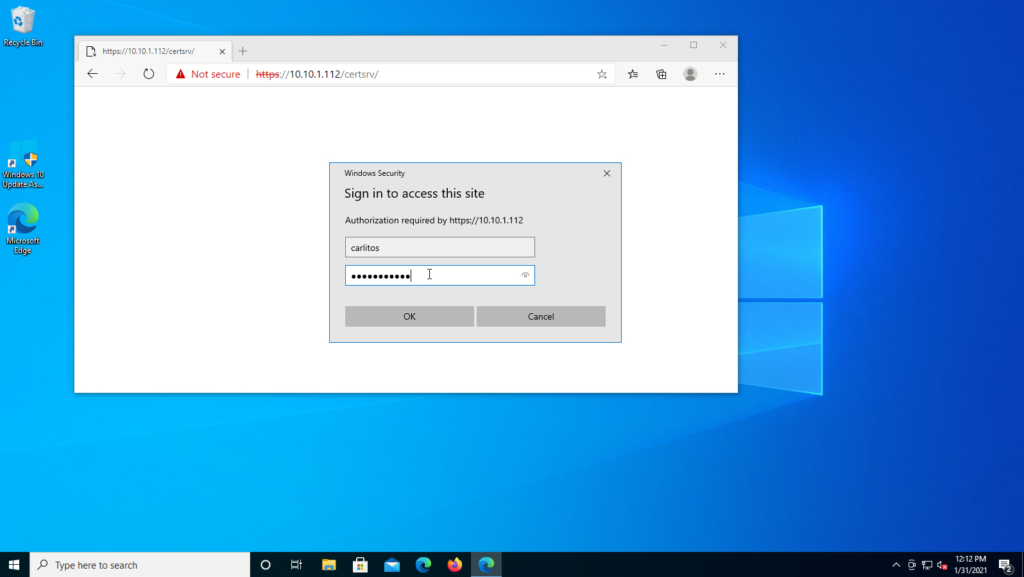 Recycle Bin
Windows 10
Update As...
Microsoft
Edge
https://10.10.1.112/certsrv/
Not secure
https://10.10.1.112/certsrv/
Windows Security
Sign in to access this site
Authorization required by https://10.10.1.112
carlitos
•••••••••••
OK
Cancel
Type here to search
12:12 PM
1/31/2021
2